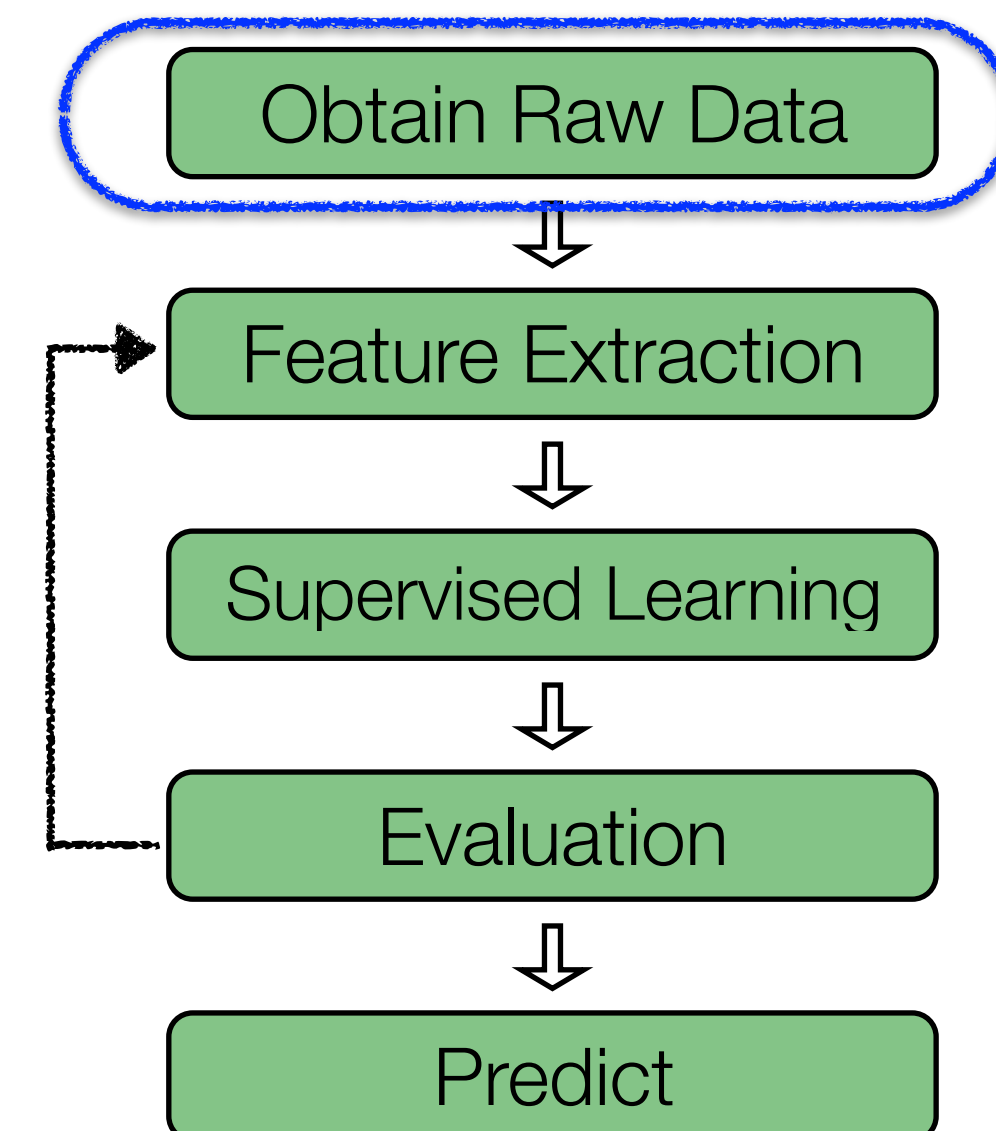 Obtain Raw Data
Feature Extraction
Supervised Learning
Evaluation
Predict